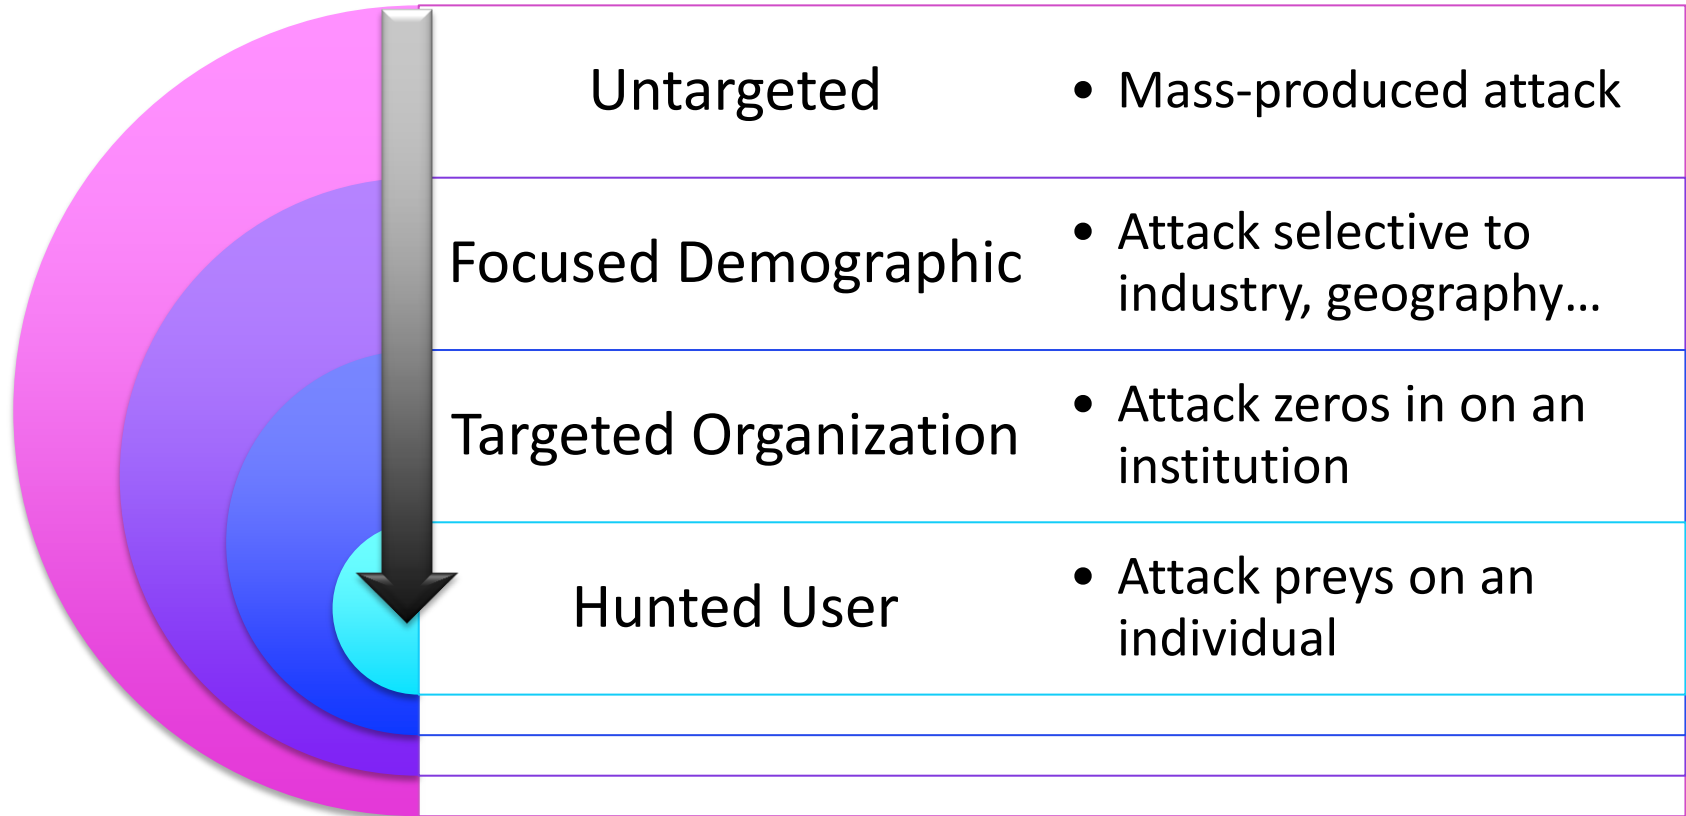 Untargeted
• Mass-produced attack
Focused Demographic
• Attack selective to
industry, geography...
Targeted Organization
• Attack zeros in on an
institution
Hunted User
• Attack preys on an
individual